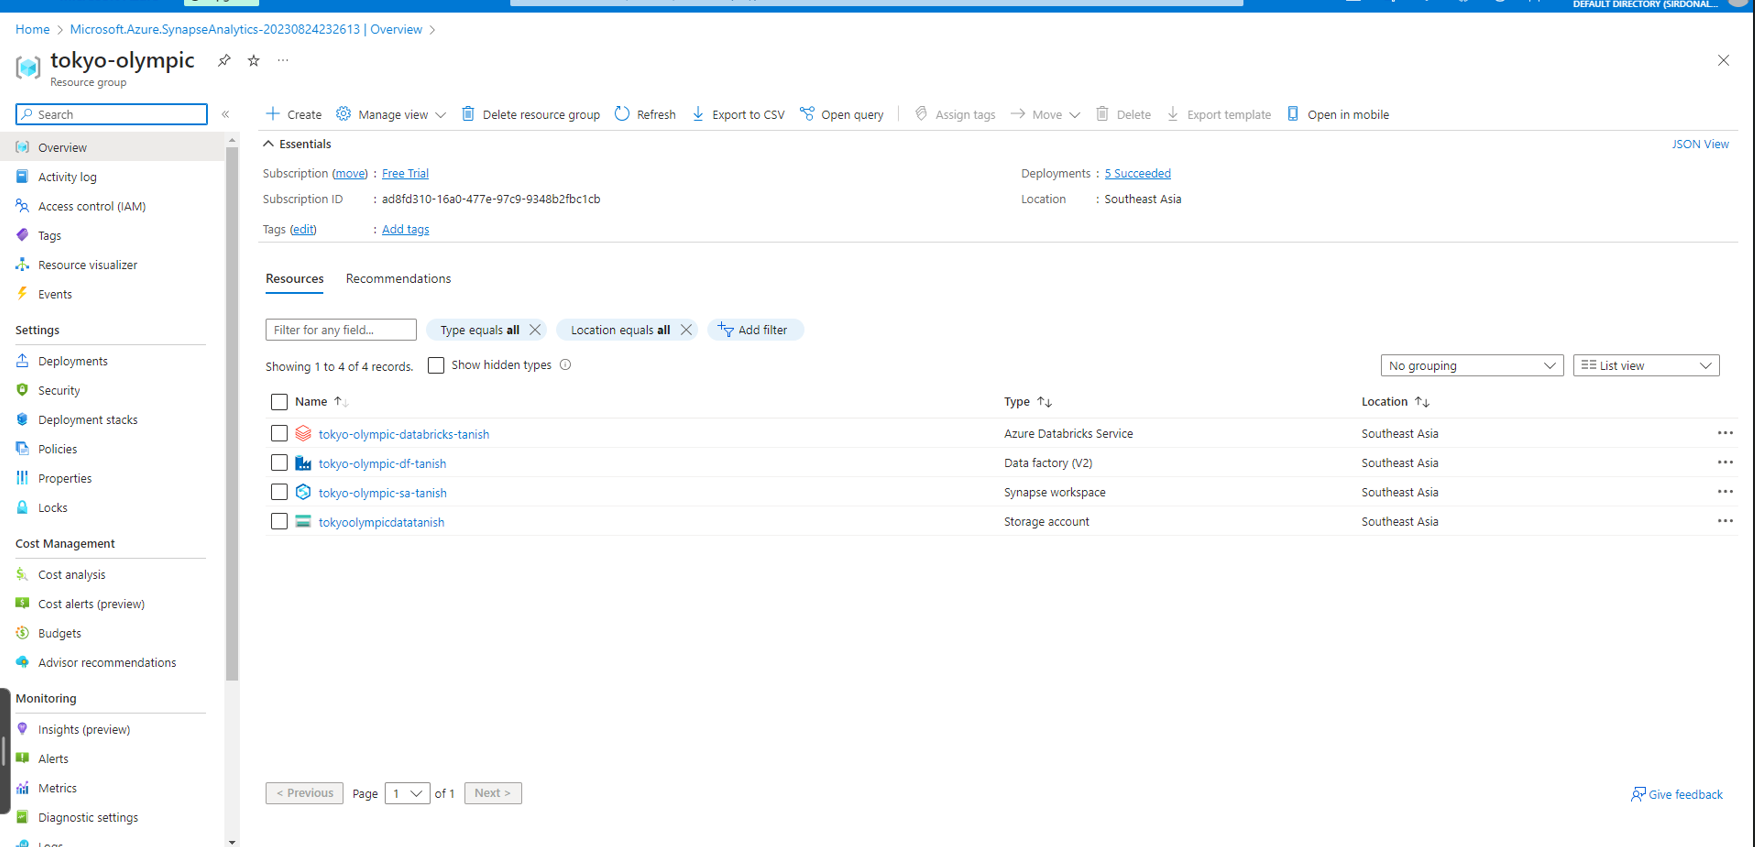 DEFAULT DIRECTORY (SIRDONAL...
Home > Microsoft.Azure.SynapseAnalytics-20230824232613 | Overview >
tokyo-olympic
Resource group
Search
Create Manage view Delete resource group Refresh Export to CSV Open query Assign tags Move Delete Export template Open in mobile
Overview
Activity log
Access control (IAM)
Tags
Resource visualizer
Events
Settings
Deployments
Security
Deployment stacks
Policies
Properties
Locks
Cost Management
Cost analysis
Cost alerts (preview)
Budgets
Advisor recommendations
Monitoring
Insights (preview)
Alerts
Metrics
Diagnostic settings
Logs
Essentials
JSON View
Subscription (move) : Free Trial
Deployments : 5 Succeeded
Subscription ID : ad8fd310-16a0-477e-97c9-9348b2fbc1cb
Location : Southeast Asia
Tags (edit) : Add tags
Resources Recommendations
Filter for any field... Type equals all Location equals all Add filter
Showing 1 to 4 of 4 records. Show hidden types
No grouping List view
Name Type Location
tokyo-olympic-databricks-tanish Azure Databricks Service Southeast Asia
tokyo-olympic-df-tanish Data factory (V2) Southeast Asia
tokyo-olympic-sa-tanish Synapse workspace Southeast Asia
tokyoolympicdatatanish Storage account Southeast Asia
< Previous Page 1 of 1 Next >
Give feedback